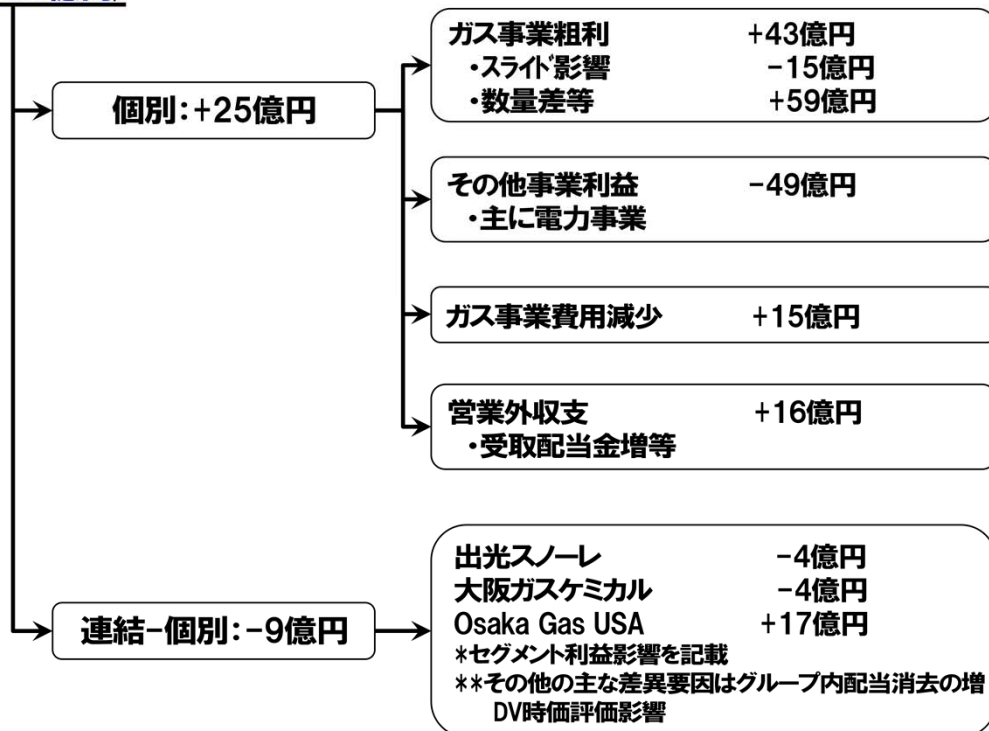 ガス事業粗利 +43億円
・スライド影響 -15億円
・数量差等 +59億円
個別:+25億円
その他事業利益 -49億円
・主に電力事業
ガス事業費用減少 +15億円
営業外収支 +16億円
・受取配当金増等
連結-個別:-9億円
出光スノーレ -4億円
大阪ガスケミカル -4億円
Osaka Gas USA +17億円
*セグメント利益影響を記載
**その他の主な差異要因はグループ内配当消去の増
DV時価評価影響